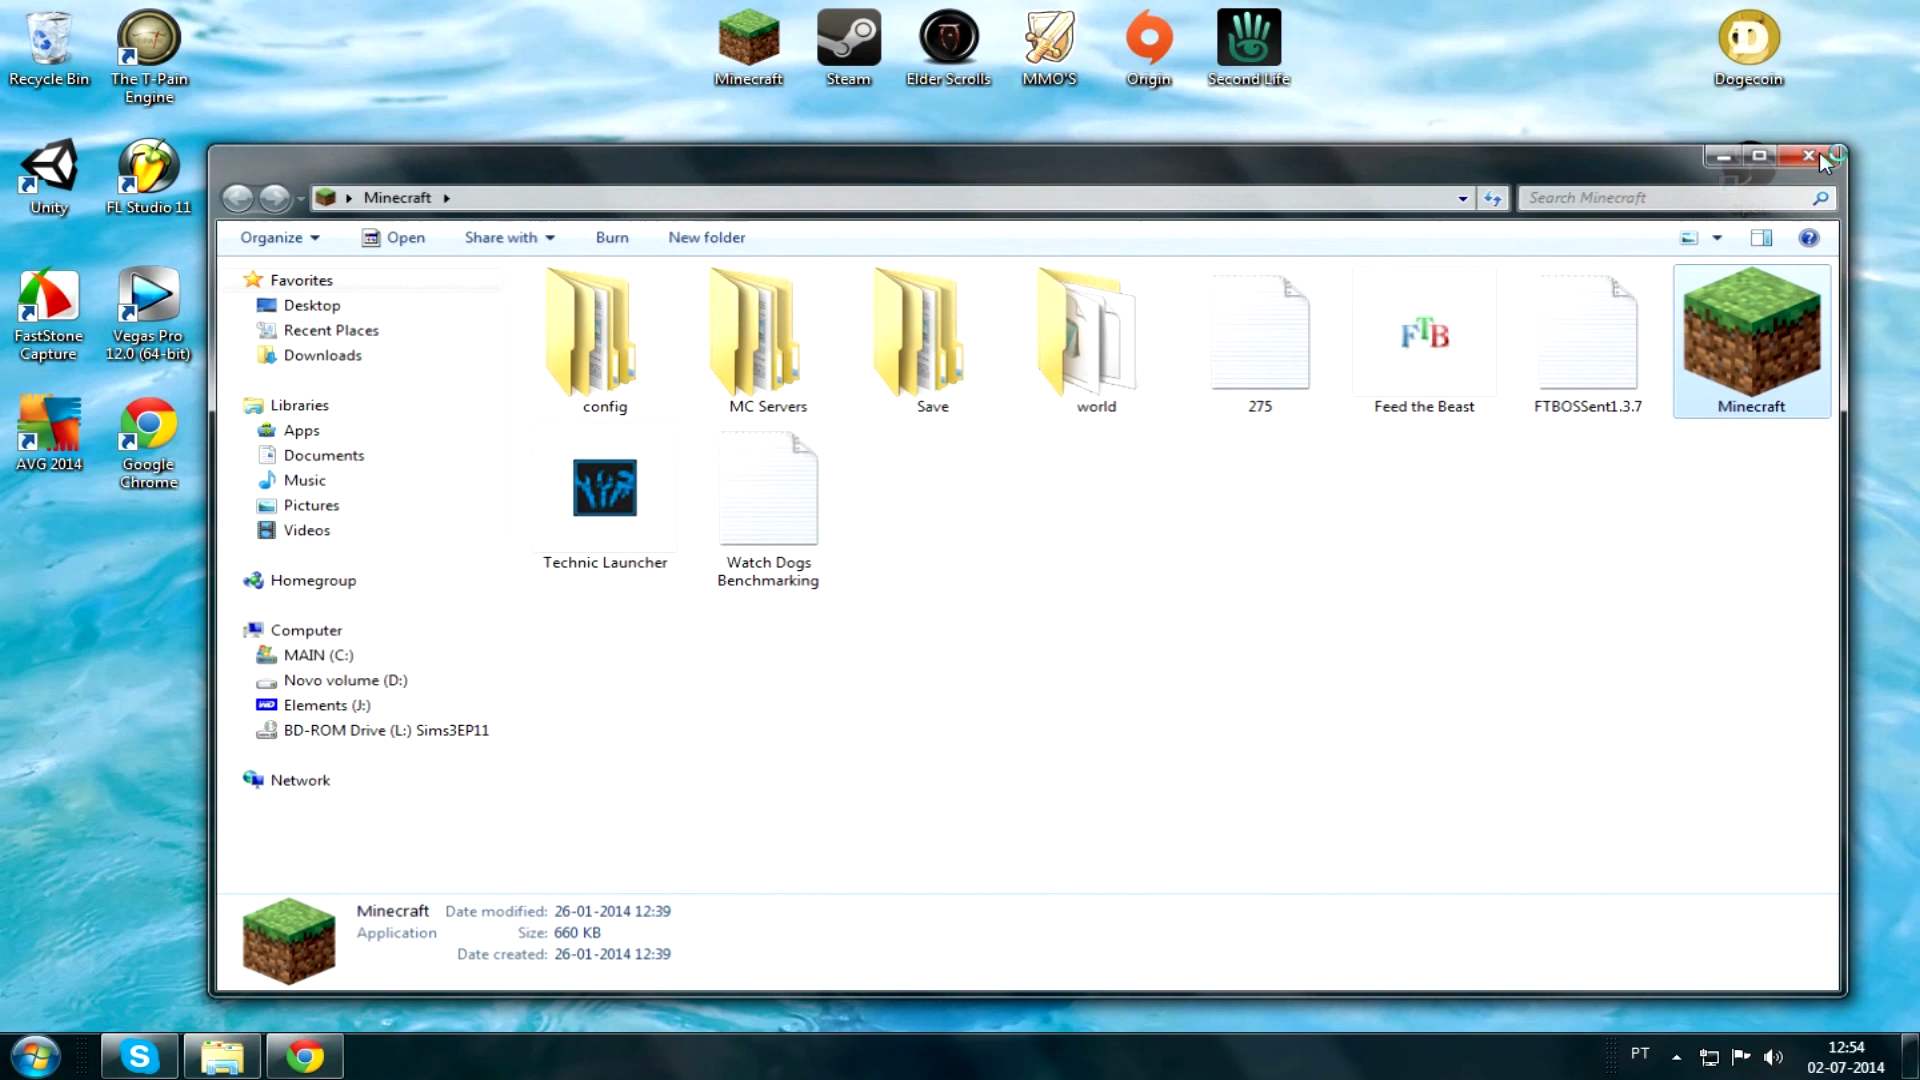 Recycle Bin
The T-Pain
Engine
Minecraft
Steam
Elder Scrolls
MMO'S
Origin
Second Life
Dogecoin
Unity
FL Studio 11
FastStone
Capture
Vegas Pro
12.0 (64-bit)
AVG 2014
Google
Chrome
Minecraft
Search Minecraft
Organize
Open
Share with
Burn
New folder
Favorites
Desktop
Recent Places
Downloads
Libraries
Apps
Documents
Music
Pictures
Videos
Homegroup
Computer
MAIN (C:)
Novo volume (D:)
Elements (J:)
BD-ROM Drive (L:) Sims3EP11
Network
config
MC Servers
Save
world
275
FTB
Feed the Beast
FTBOSSent1.3.7
Minecraft
Technic Launcher
Watch Dogs
Benchmarking
Minecraft Date modified: 26-01-2014 12:39
Application Size: 660 KB
Date created: 26-01-2014 12:39
PT
12:54
02-07-2014